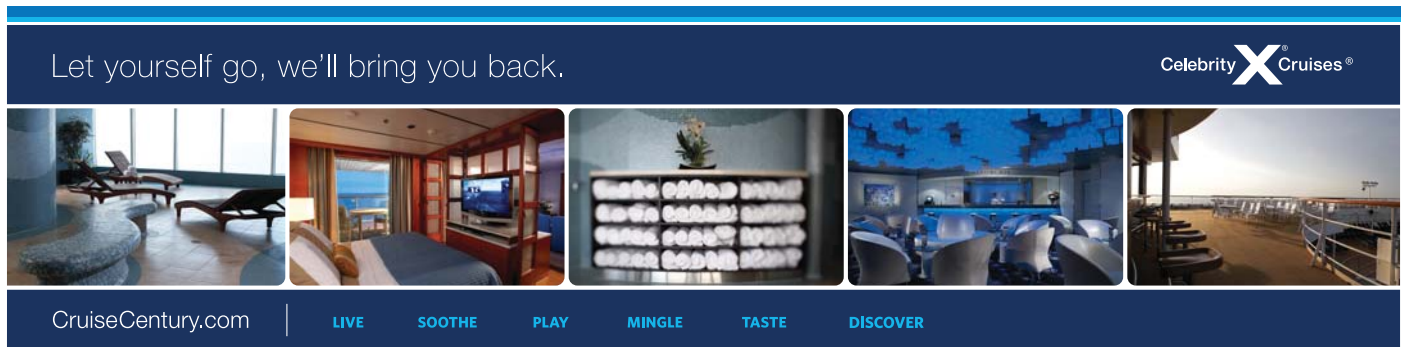 Let yourself go, we'll bring you back.
Celebrity X® Cruises®
CruiseCentury.com
LIVE SOOTHE PLAY MINGLE TASTE DISCOVER